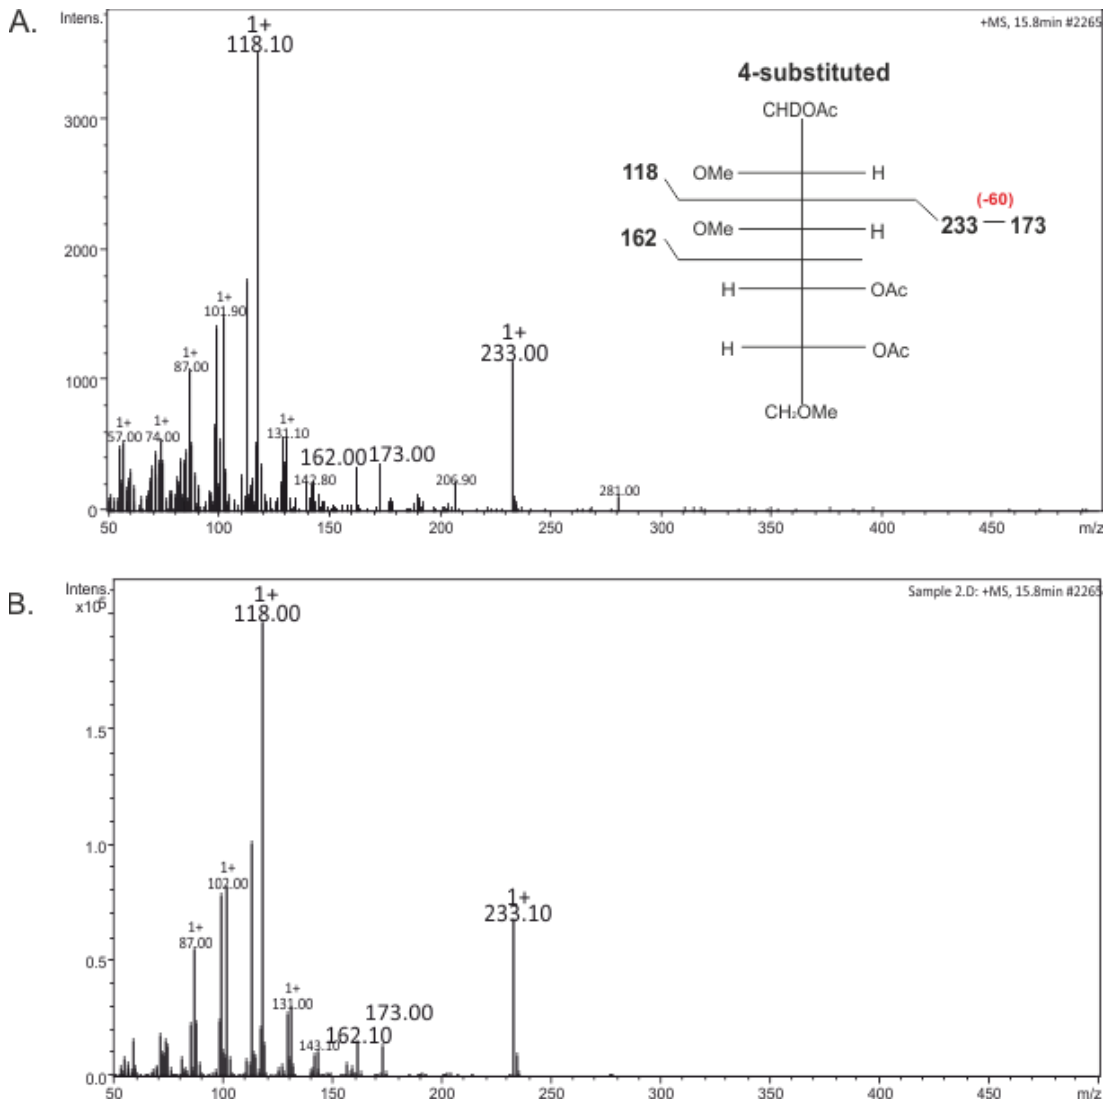 A.
Intens.
+MS, 15.8min #2265
1+
118.10
3000
2000
1000
0
1+
101.90
1+
87.00
1+
57.00
1+
74.00
1+
131.10
142.80
162.00
173.00
206.90
1+
233.00
281.00
50 100 150 200 250 300 350 400 450 m/z
4-substituted
CHDOAc
118 OMe H
(-60)
233 — 173
162 OMe H
H OAc
H OAc
CH₂OMe
B.
Intens.
Sample 2.D: +MS, 15.8min #2265
1+
118.00
1.5
1.0
0.5
0.0
1+
102.00
1+
87.00
1+
131.00
143.10
162.10
173.00
1+
233.10
50 100 150 200 250 300 350 400 450 m/z